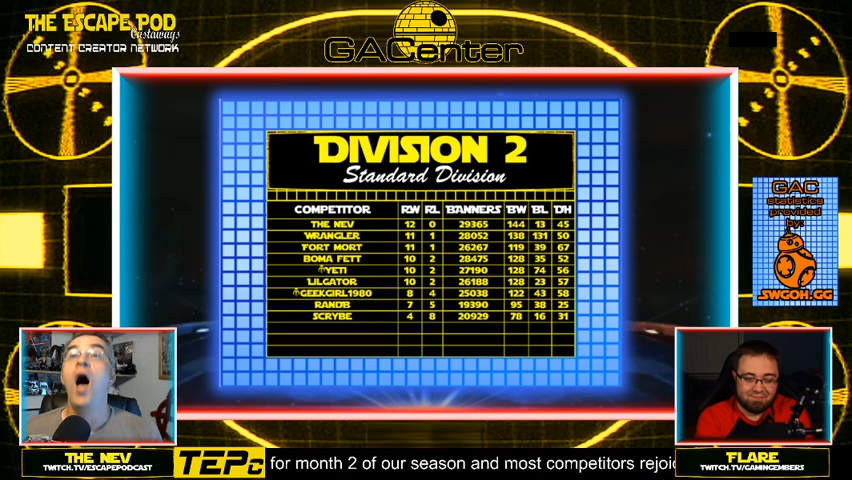 THE ESCAPE POD
Castaways
CONTENT CREATOR NETWORK
GACenter
DIVISION 2
Standard Division
COMPETITOR RW RL BANNERS BW BL DH
THE NEV 12 0 29365 144 13 45
WRANGLER 11 1 28052 138 131 50
FORT MORT 11 1 26267 119 39 67
BOMA FETT 10 2 28475 128 35 52
YETI 10 2 27190 128 74 56
LILGATOR 10 2 26188 128 23 57
GEEKGIRL1980 8 4 25038 122 43 58
RANDB 7 5 19390 95 38 25
SCRYBE 4 8 20929 78 16 31
GAC
statistics
provided
by:
SWGOH.GG
THE NEV
TWITCH.TV/ESCAPEPODCAST
TEPC for month 2 of our season and most competitors rejoic
FLARE
TWITCH.TV/GAMINGEMBERS